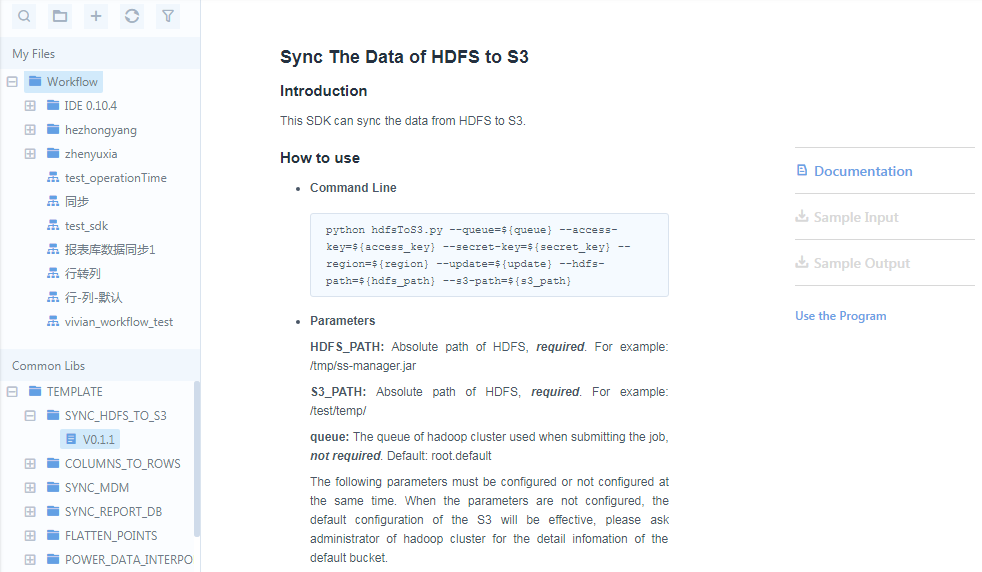 My Files
Workflow
IDE 0.10.4
hezhongyang
zhenyuxia
test_operationTime
同步
test_sdk
报表库数据同步1
行转列
行-列-默认
vivian_workflow_test
Common Libs
TEMPLATE
SYNC_HDFS_TO_S3
V0.1.1
COLUMNS_TO_ROWS
SYNC_MDM
SYNC_REPORT_DB
FLATTEN_POINTS
POWER_DATA_INTERPO
Sync The Data of HDFS to S3
Introduction
This SDK can sync the data from HDFS to S3.
How to use
• Command Line
python hdfsToS3.py --queue=${queue} --access-
key=${access_key} --secret-key=${secret_key} --
region=${region} --update=${update} --hdfs-
path=${hdfs_path} --s3-path=${s3_path}
• Parameters
HDFS_PATH: Absolute path of HDFS, required. For example:
/tmp/ss-manager.jar
S3_PATH: Absolute path of HDFS, required. For example:
/test/temp/
queue: The queue of hadoop cluster used when submitting the job,
not required. Default: root.default
The following parameters must be configured or not configured at
the same time. When the parameters are not configured, the
default configuration of the S3 will be effective, please ask
administrator of hadoop cluster for the detail infomation of the
default bucket.
Documentation
Sample Input
Sample Output
Use the Program